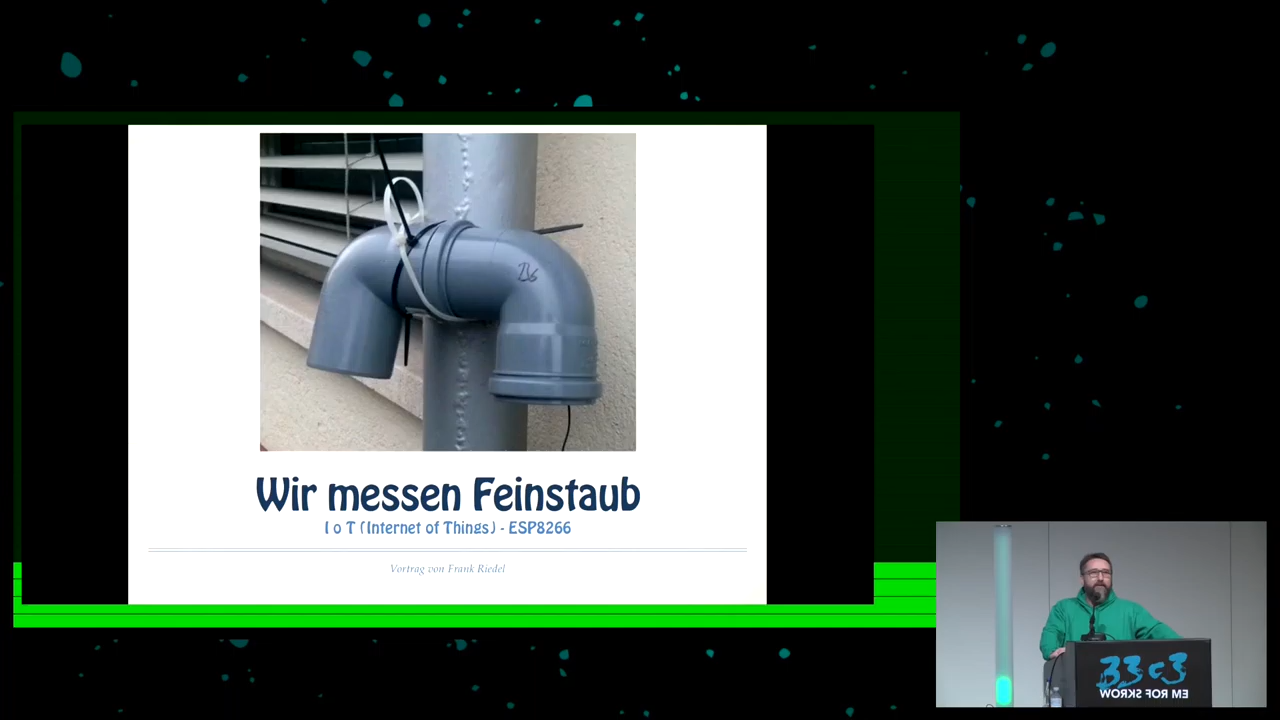 Wir messen Feinstaub
I o T (Internet of Things) - ESP8266
Vortrag von Frank Riedel
33c3
WORKS FOR ME